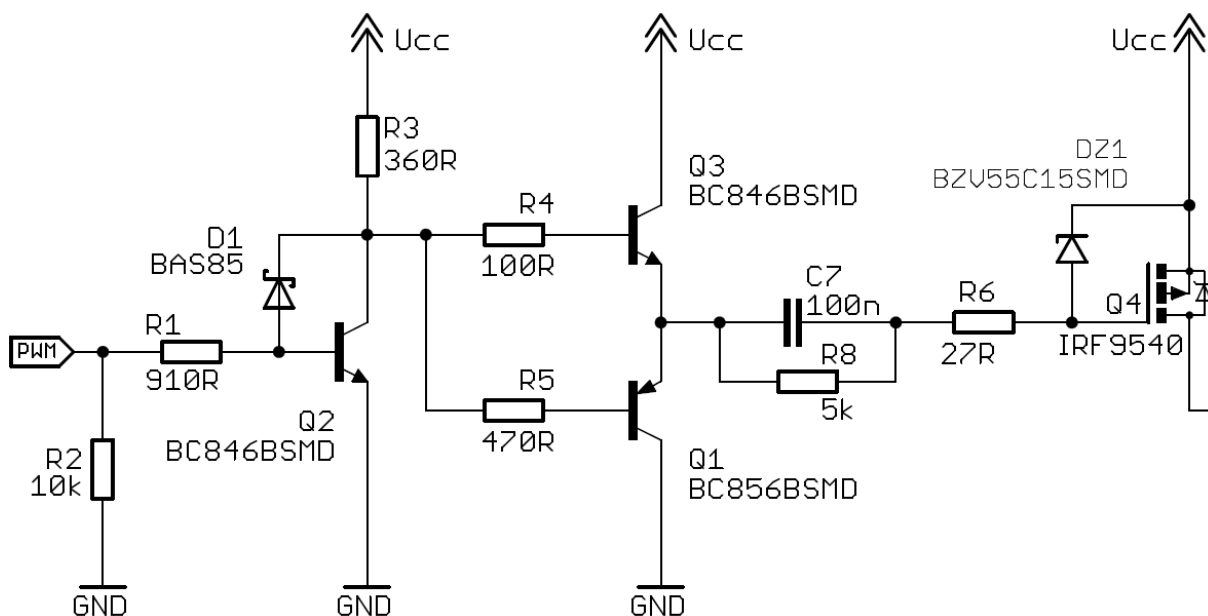 Ucc
Ucc
Ucc
R3
360R
Q3
BC846BSMD
DZ1
BZV55C15SMD
D1
BAS85
R4
100R
C7
100n
R6
27R
Q4
IRF9540
PWM
R1
910R
R8
5k
R5
470R
Q2
BC846BSMD
R2
10k
Q1
BC856BSMD
GND
GND
GND